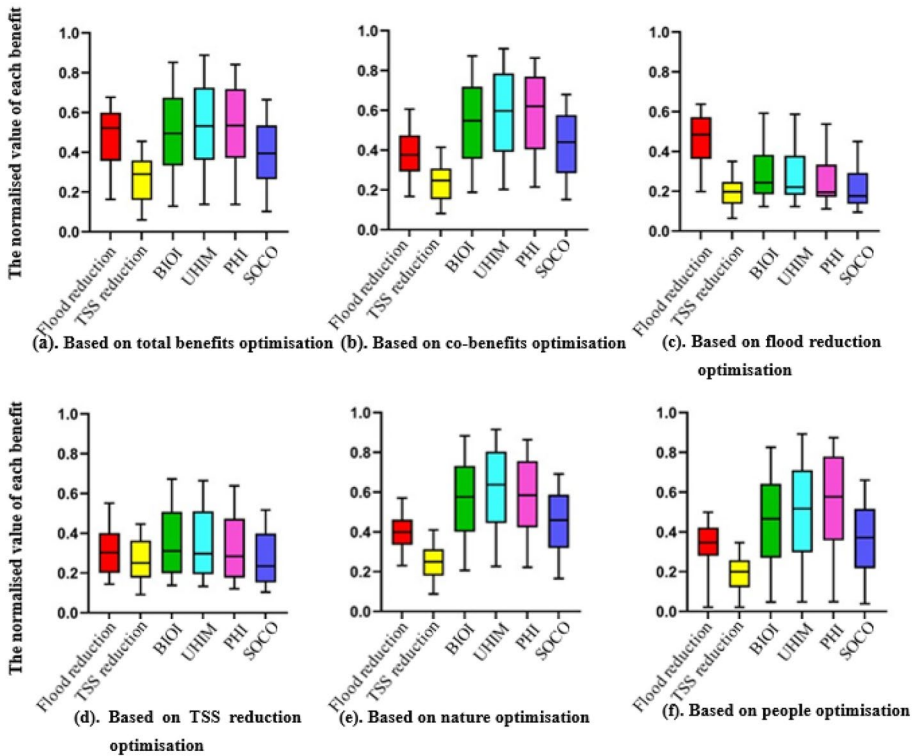 The normalised value of each benefit
1.0
0.8
0.6
0.4
0.2
0.0
Flood reduction
TSS reduction
BIOI
UHIM
PHI
SOCO
(a). Based on total benefits optimisation
1.0
0.8
0.6
0.4
0.2
0.0
Flood reduction
TSS reduction
BIOI
UHIM
PHI
SOCO
(b). Based on co-benefits optimisation
1.0
0.8
0.6
0.4
0.2
0.0
Flood reduction
TSS reduction
BIOI
UHIM
PHI
SOCO
(c). Based on flood reduction
optimisation
The normalised value of each benefit
1.0
0.8
0.6
0.4
0.2
0.0
Flood reduction
TSS reduction
BIOI
UHIM
PHI
SOCO
(d). Based on TSS reduction
optimisation
1.0
0.8
0.6
0.4
0.2
0.0
Flood reduction
TSS reduction
BIOI
UHIM
PHI
SOCO
(e). Based on nature optimisation
1.0
0.8
0.6
0.4
0.2
0.0
Flood reduction
TSS reduction
BIOI
UHIM
PHI
SOCO
(f). Based on people optimisation